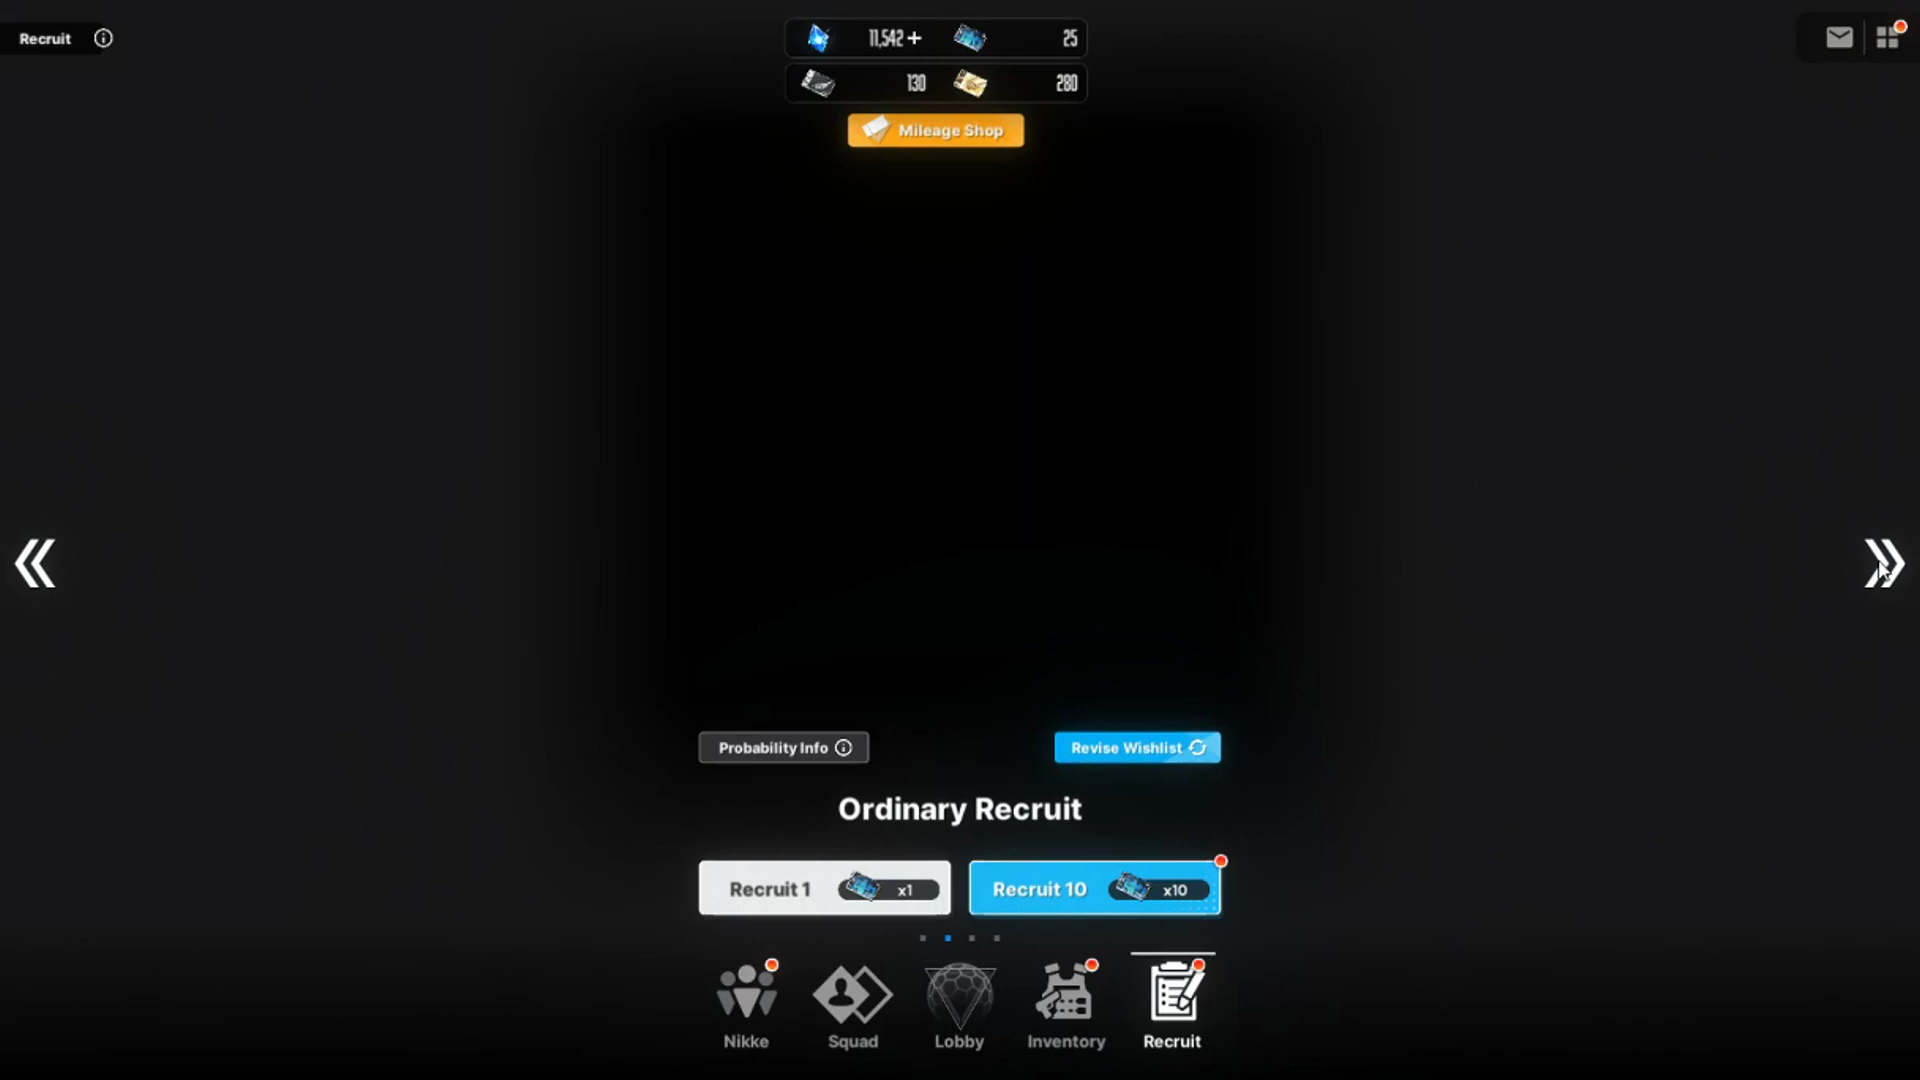 Recruit
11,542 +
25
130
280
Mileage Shop
Probability Info
Revise Wishlist
Ordinary Recruit
Recruit 1
x1
Recruit 10
x10
Nikke
Squad
Lobby
Inventory
Recruit